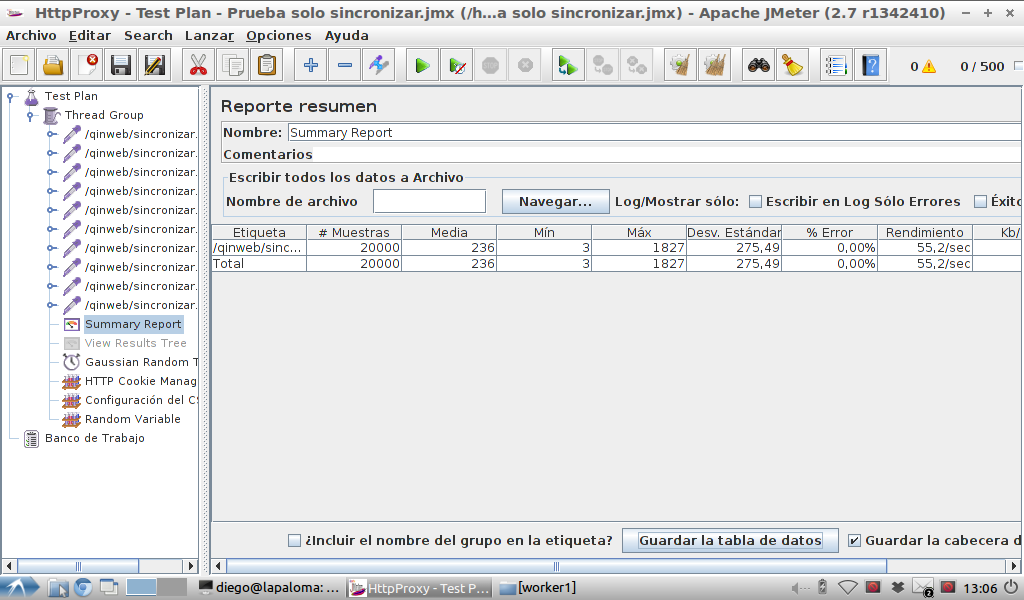 HttpProxy - Test Plan - Prueba solo sincronizar.jmx (/h...a solo sincronizar.jmx) - Apache JMeter (2.7 r1342410)
Archivo Editar Search Lanzar Opciones Ayuda
0 0 / 500
Test Plan
Thread Group
/qinweb/sincronizar.
/qinweb/sincronizar.
/qinweb/sincronizar.
/qinweb/sincronizar.
/qinweb/sincronizar.
/qinweb/sincronizar.
/qinweb/sincronizar.
/qinweb/sincronizar.
/qinweb/sincronizar.
/qinweb/sincronizar.
Summary Report
View Results Tree
Gaussian Random T
HTTP Cookie Manag
Configuración del CS
Random Variable
Banco de Trabajo
Reporte resumen
Nombre: Summary Report
Comentarios
Escribir todos los datos a Archivo
Nombre de archivo Navegar... Log/Mostrar sólo: Escribir en Log Sólo Errores Éxito
Etiqueta # Muestras Media Mín Máx Desv. Estándar % Error Rendimiento Kb/
/qinweb/sinc... 20000 236 3 1827 275,49 0,00% 55,2/sec
Total 20000 236 3 1827 275,49 0,00% 55,2/sec
¿Incluir el nombre del grupo en la etiqueta? Guardar la tabla de datos Guardar la cabecera d
diego@lapaloma: ... HttpProxy - Test P... [worker1] 2 13:06